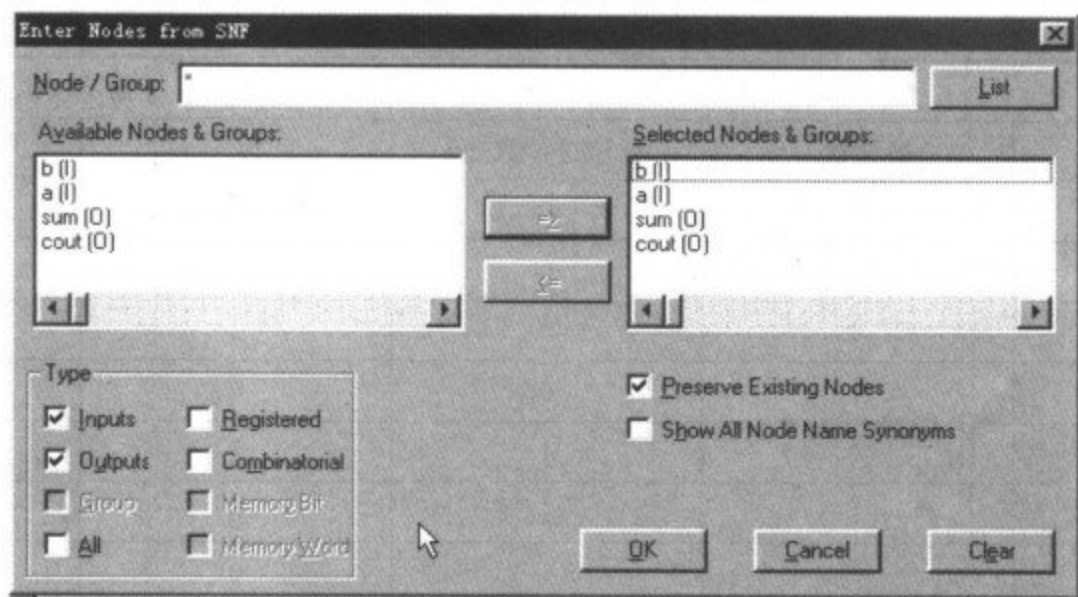 Enter Nodes from SNF
Node / Group: *
List
Available Nodes & Groups:
b (I)
a (I)
sum (O)
cout (O)
=>
<=
Selected Nodes & Groups:
b (I)
a (I)
sum (O)
cout (O)
Type
Inputs
Registered
Outputs
Combinatorial
Group
Memory Bit
All
Memory Word
Preserve Existing Nodes
Show All Node Name Synonyms
OK
Cancel
Clear